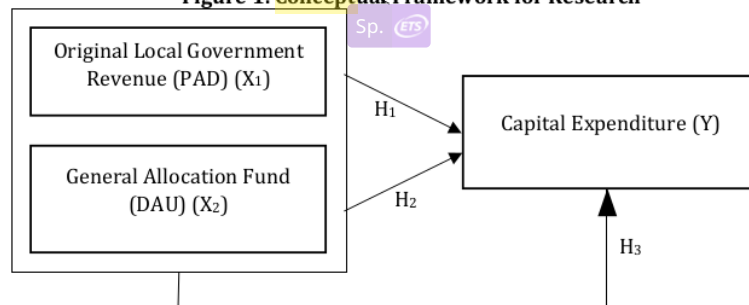 Figure 1. Conceptual Framework for Research
Sp. ETS
Original Local Government
Revenue (PAD) (X1)
H1
Capital Expenditure (Y)
General Allocation Fund
(DAU) (X2)
H2
H3